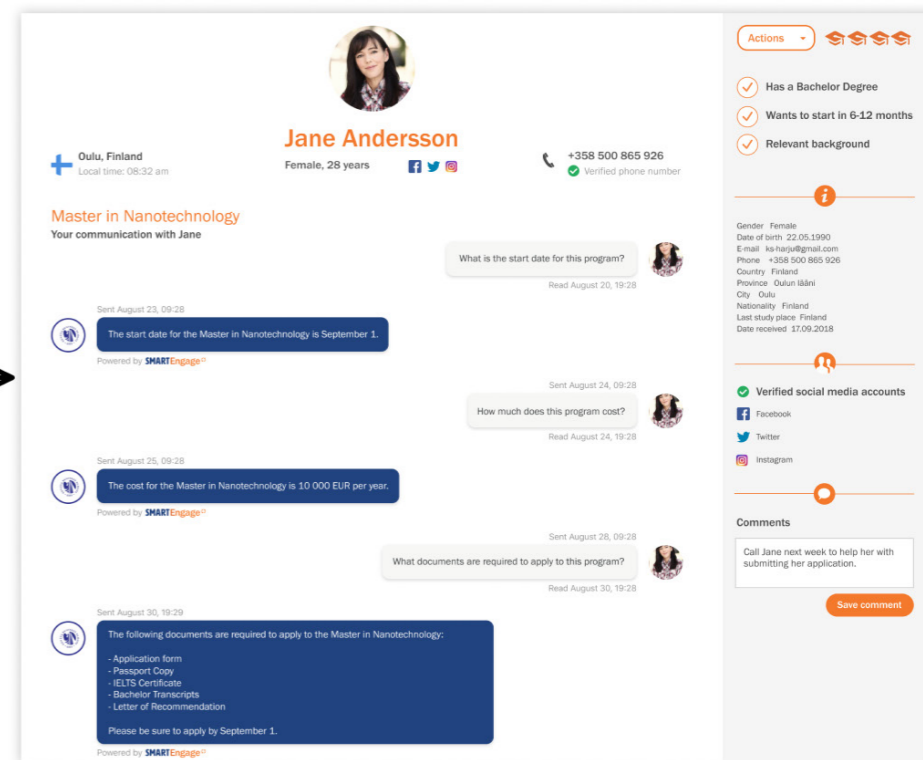 Jane Andersson
Oulu, Finland
Local time: 08:32 am
Female, 28 years
+358 500 865 926
Verified phone number
Master in Nanotechnology
Your communication with Jane
What is the start date for this program?
Read August 20, 19:28
Sent August 23, 09:28
The start date for the Master in Nanotechnology is September 1.
Powered by SMARTEngage
Sent August 24, 09:28
How much does this program cost?
Read August 24, 19:28
Sent August 25, 09:28
The cost for the Master in Nanotechnology is 10 000 EUR per year.
Powered by SMARTEngage
Sent August 28, 09:28
What documents are required to apply to this program?
Read August 30, 19:28
Sent August 30, 19:29
The following documents are required to apply to the Master in Nanotechnology:
- Application form
- Passport Copy
- IELTS Certificate
- Bachelor Transcripts
- Letter of Recommendation
Please be sure to apply by September 1.
Powered by SMARTEngage
Actions
Has a Bachelor Degree
Wants to start in 6-12 months
Relevant background
Gender Female
Date of birth 22.05.1990
E-mail ks-harju@gmail.com
Phone +358 500 865 926
Country Finland
Province Oulun lääni
City Oulu
Nationality Finland
Last study place Finland
Date received 17.09.2018
Verified social media accounts
Facebook
Twitter
Instagram
Comments
Call Jane next week to help her with
submitting her application.
Save comment